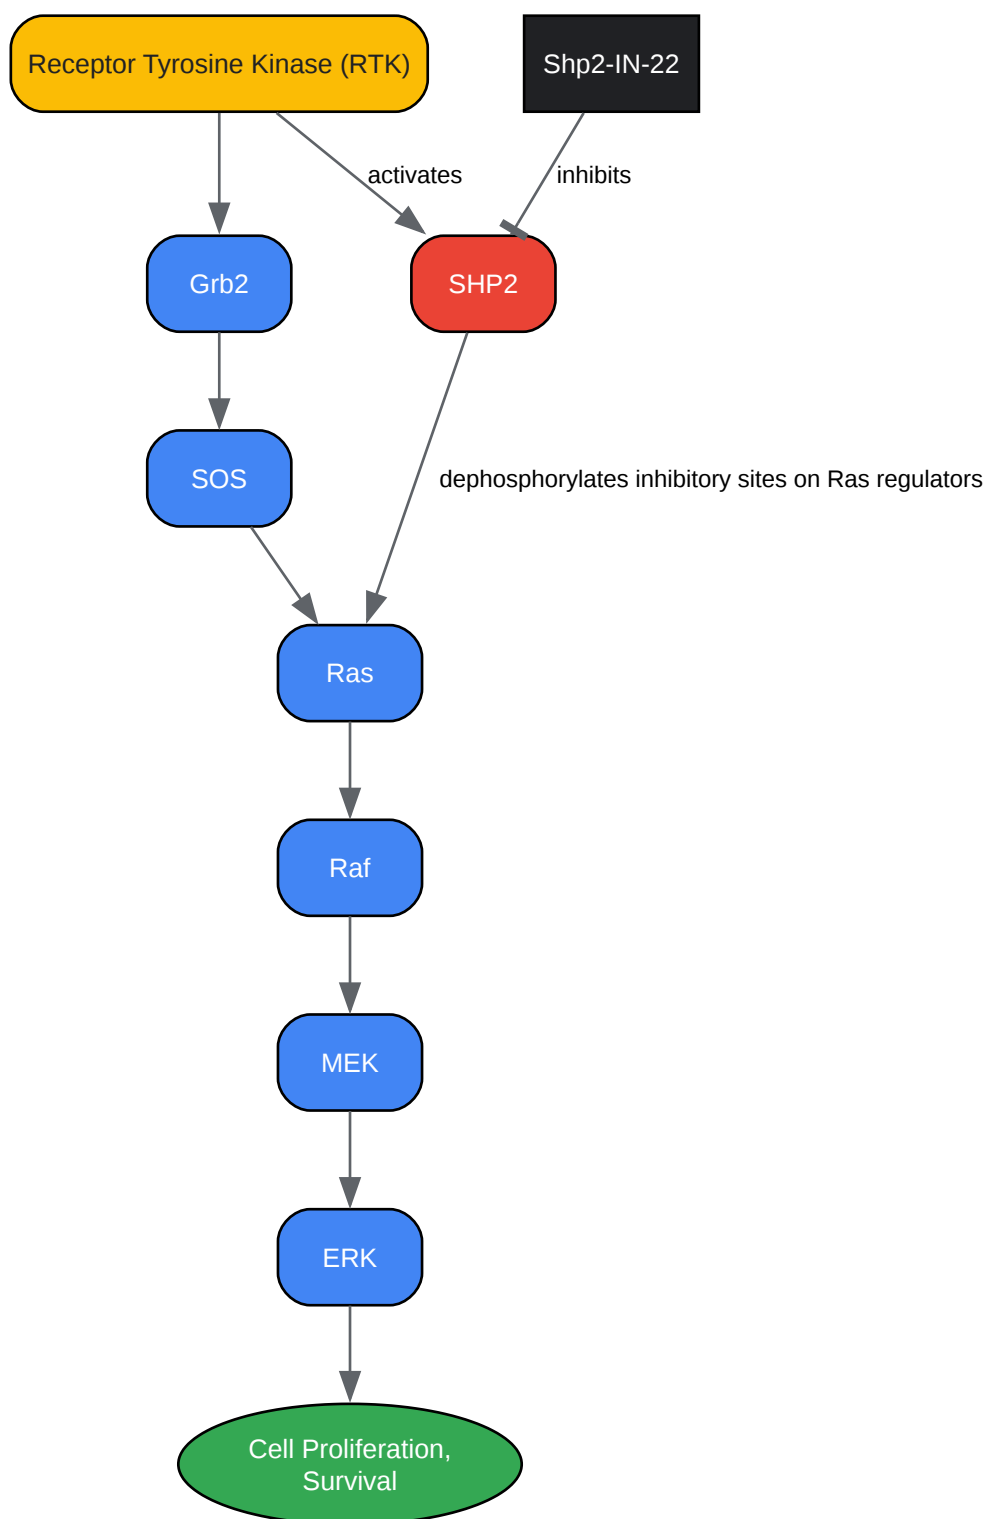 Receptor Tyrosine Kinase (RTK)
Shp2-IN-22
activates
inhibits
Grb2
SHP2
SOS
dephosphorylates inhibitory sites on Ras regulators
Ras
Raf
MEK
ERK
Cell Proliferation,
Survival